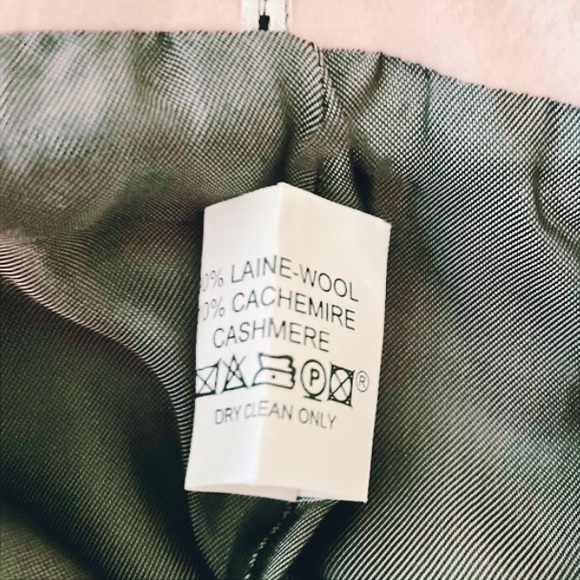 0% LAINE-WOOL
0% CACHEMIRE
CASHMERE
P ®
DRY CLEAN ONLY